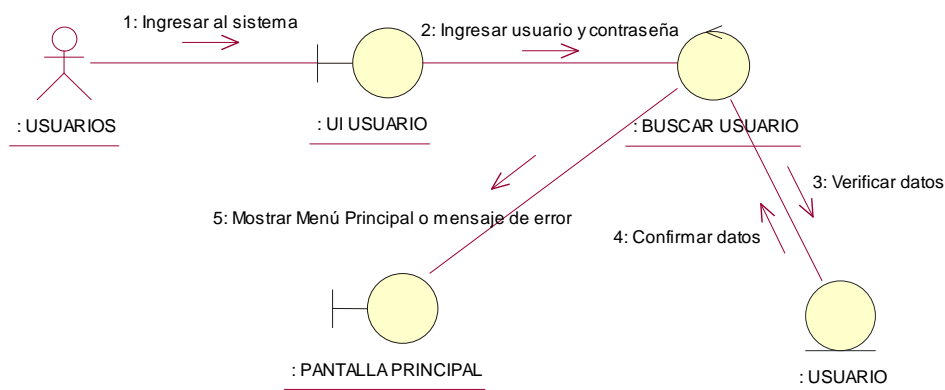 1: Ingresar al sistema
2: Ingresar usuario y contraseña
: USUARIOS
: UI USUARIO
: BUSCAR USUARIO
3: Verificar datos
5: Mostrar Menú Principal o mensaje de error
4: Confirmar datos
: PANTALLA PRINCIPAL
: USUARIO